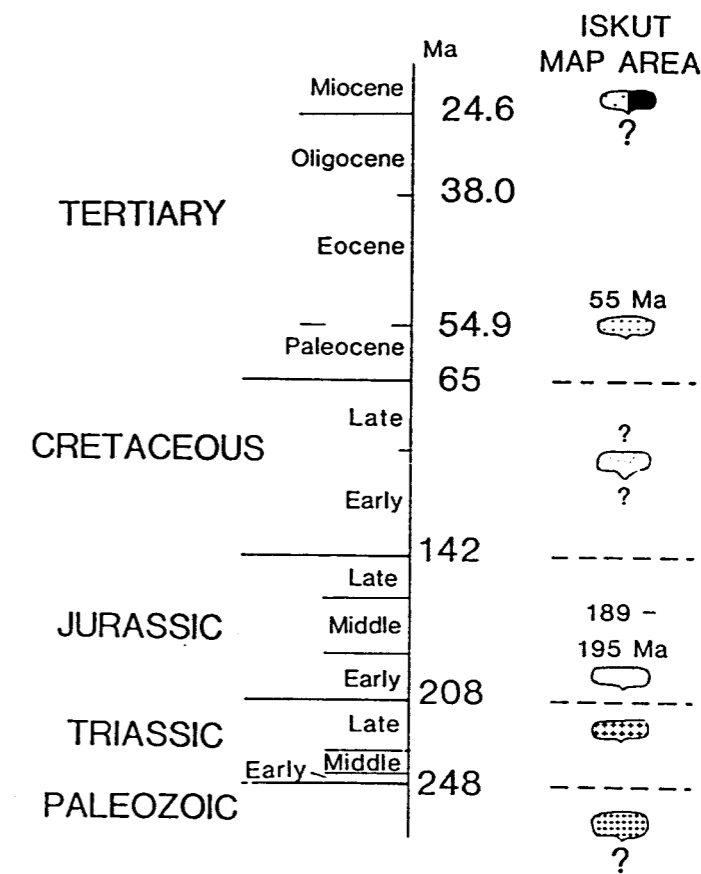 ISKUT
MAP AREA
Ma
Miocene
24.6
?
Oligocene
38.0
TERTIARY
Eocene
55 Ma
54.9
Paleocene
65
Late
?
CRETACEOUS
?
Early
142
Late
189 –
JURASSIC
Middle
195 Ma
Early
208
Late
TRIASSIC
Middle
Early
248
PALEOZOIC
?